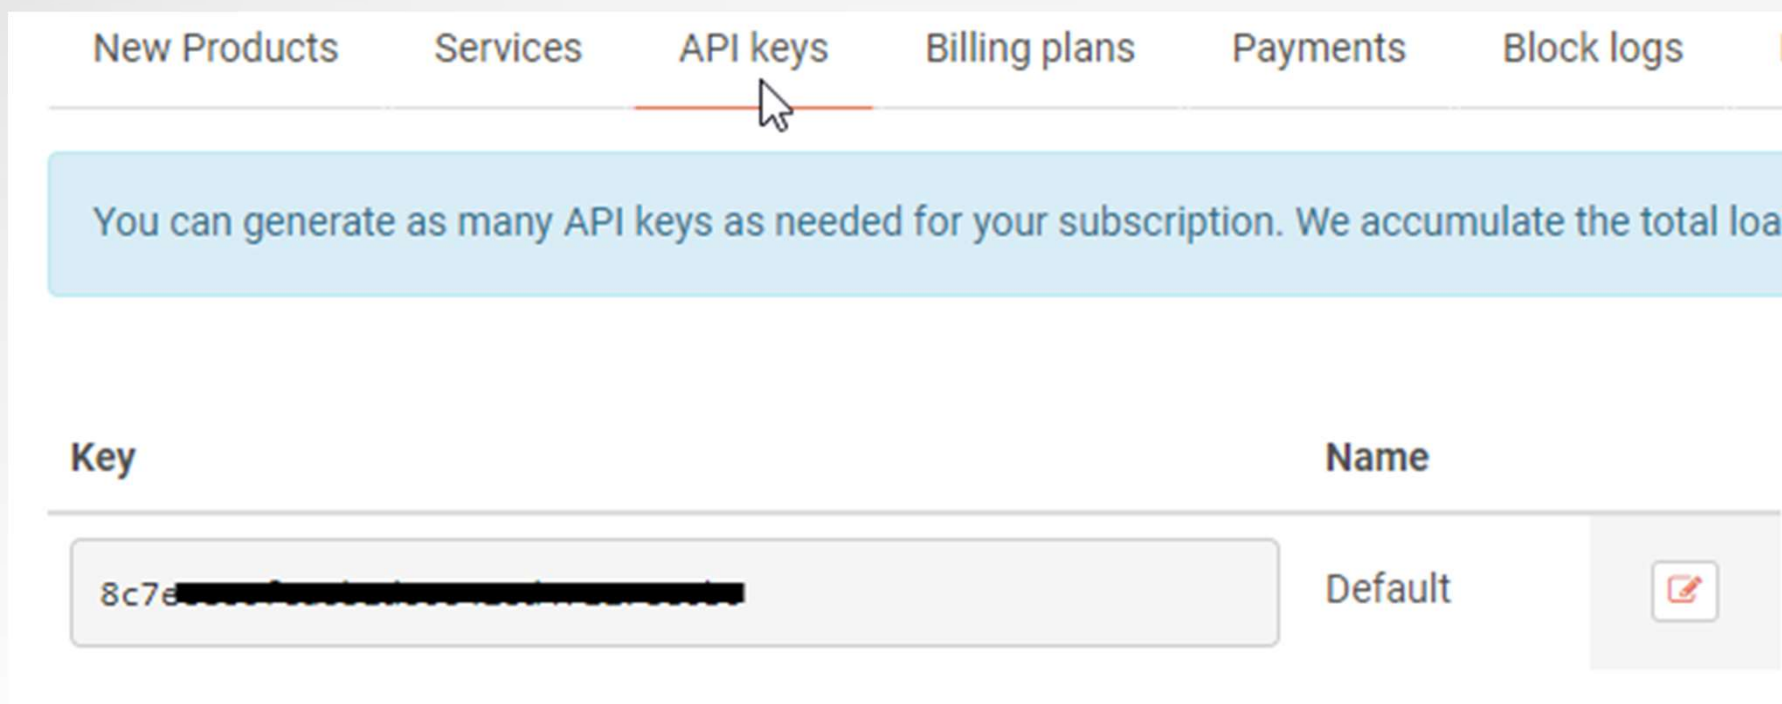 New Products Services API keys Billing plans Payments Block logs
You can generate as many API keys as needed for your subscription. We accumulate the total loa
Key Name
8c7e Default